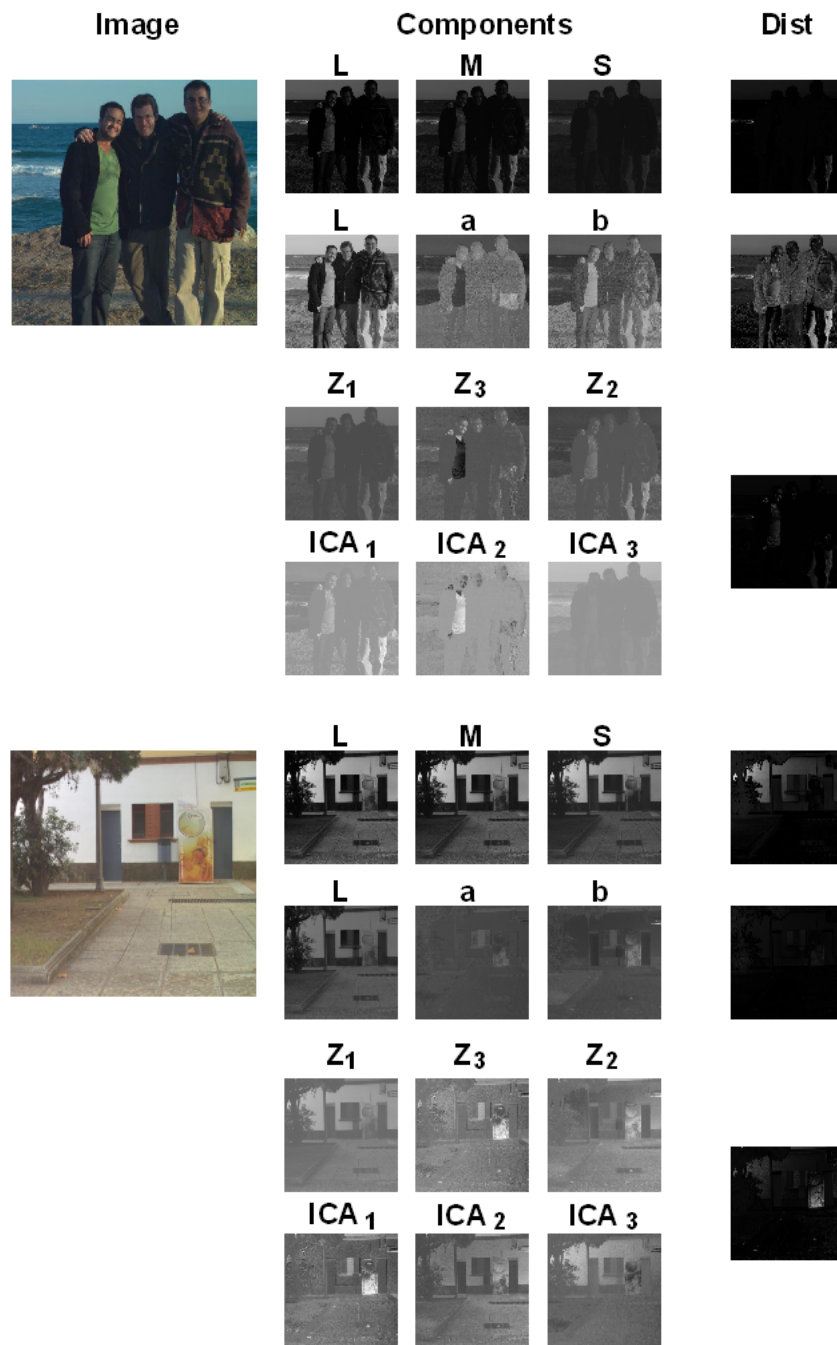 Image Components Dist
L M S
L a b
Z1 Z3 Z2
ICA 1 ICA 2 ICA 3
L M S
L a b
Z1 Z3 Z2
ICA 1 ICA 2 ICA 3